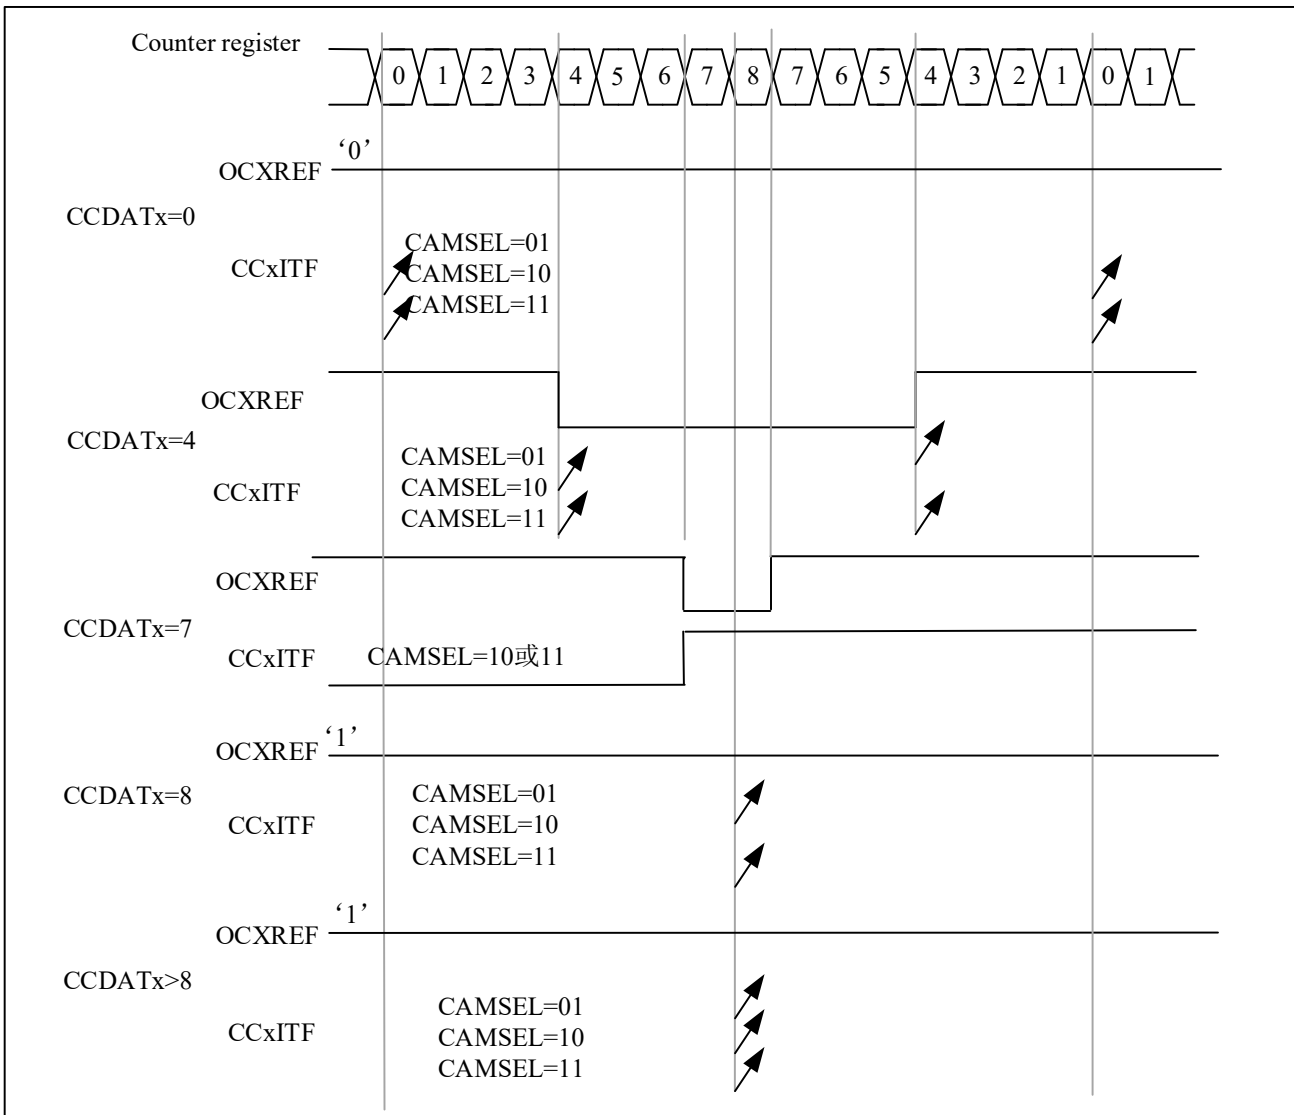 Counter register
0 1 2 3 4 5 6 7 8 7 6 5 4 3 2 1 0 1
‘0’
OCXREF
CCDATx=0
CAMSEL=01
CCxITF
CAMSEL=10
CAMSEL=11
OCXREF
CCDATx=4
CAMSEL=01
CAMSEL=10
CCxITF
CAMSEL=11
OCXREF
CCDATx=7
CCxITF
CAMSEL=10或11
‘1’
OCXREF
CCDATx=8
CAMSEL=01
CCxITF
CAMSEL=10
CAMSEL=11
‘1’
OCXREF
CCDATx>8
CAMSEL=01
CCxITF
CAMSEL=10
CAMSEL=11